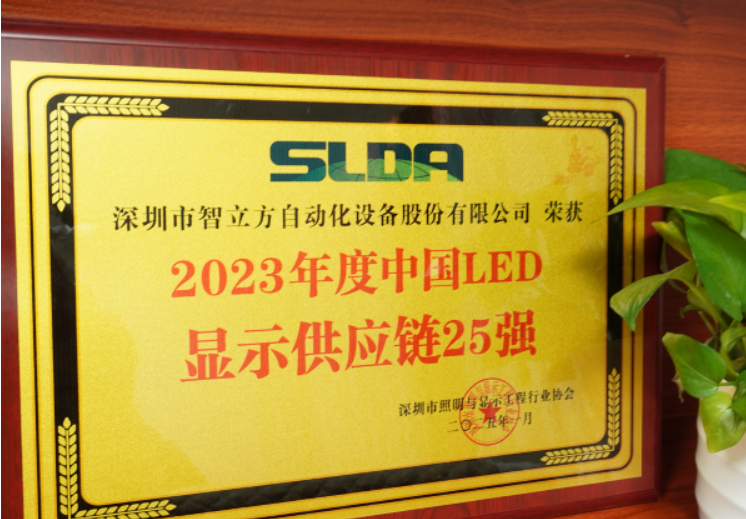 SLDA
深圳市智立方自动化设备股份有限公司 荣获
2023年度中国LED
显示供应链25强
深圳市照明与显示工程行业协会